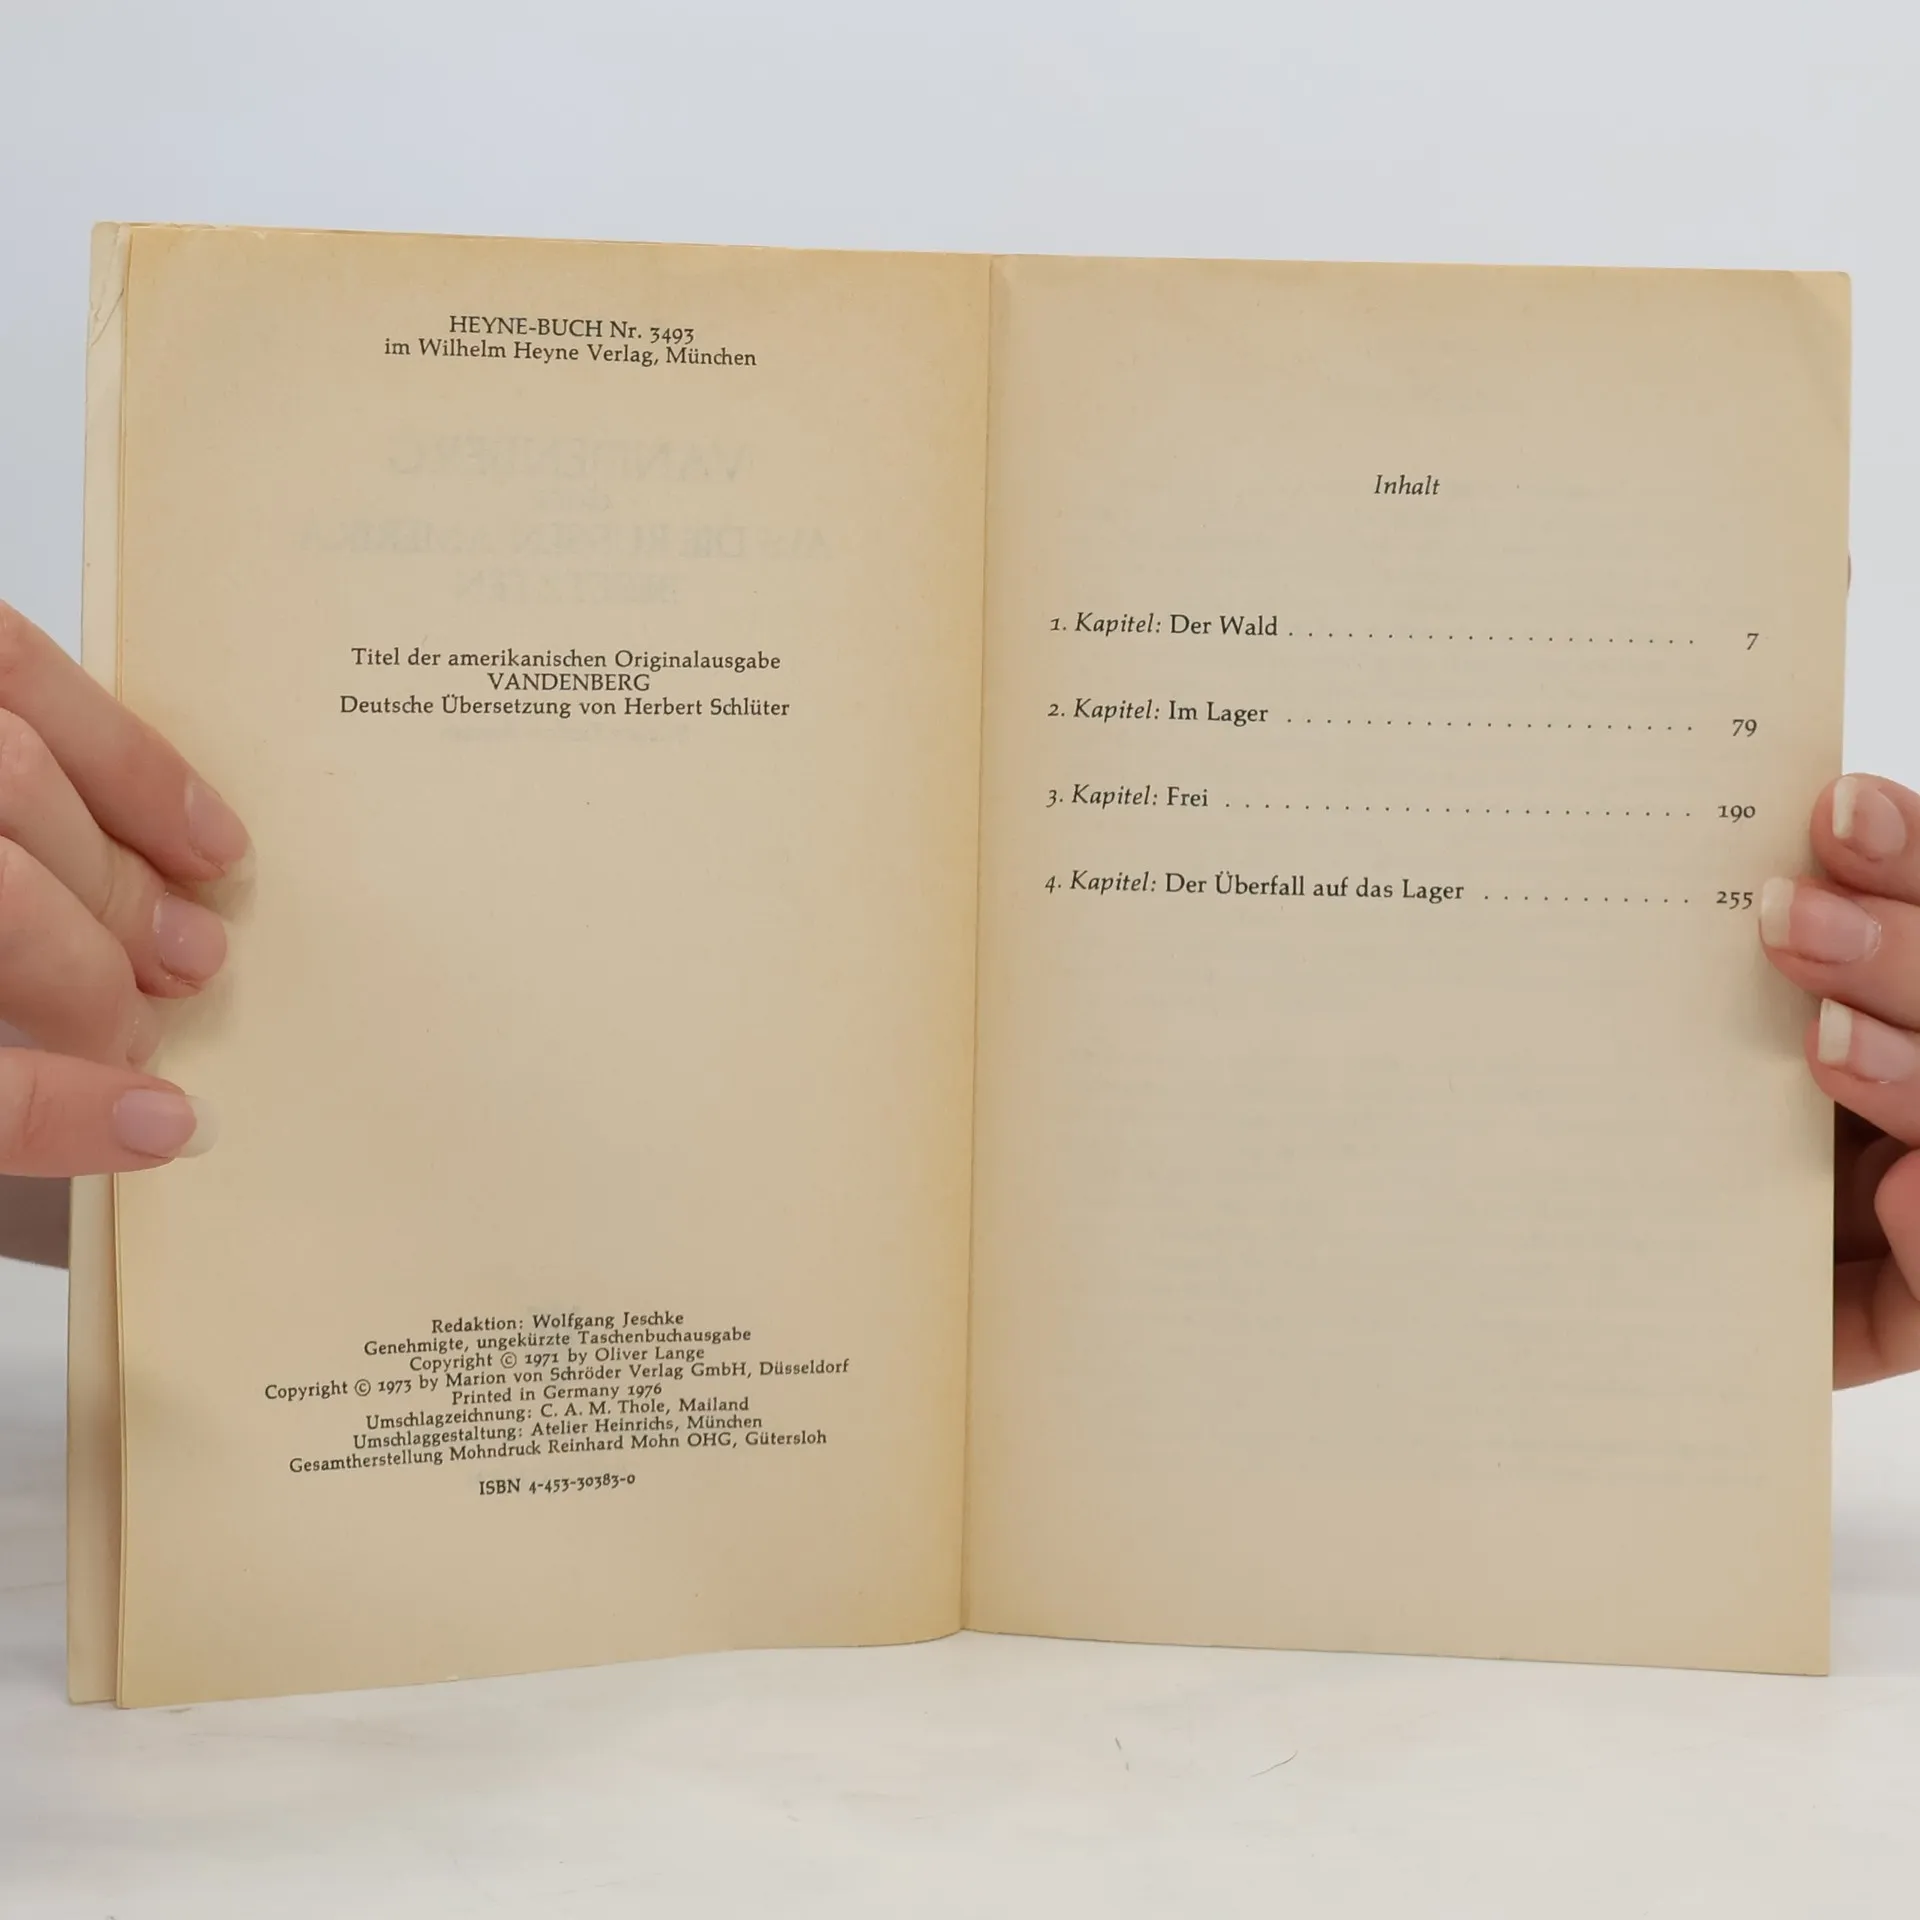 HEYNE-BUCH Nr. 3493
im Wilhelm Heyne Verlag, München
Titel der amerikanischen Originalausgabe
VANDENBERG
Deutsche Übersetzung von Herbert Schlüter
Redaktion: Wolfgang Jeschke
Genehmigte, ungekürzte Taschenbuchausgabe
Copyright © 1971 by Oliver Lange
Copyright © 1973 by Marion von Schröder Verlag GmbH, Düsseldorf
Printed in Germany 1976
Umschlagzeichnung: C. A. M. Thole, Mailand
Umschlaggestaltung: Atelier Heinrichs, München
Gesamtherstellung Mohndruck Reinhard Mohn OHG, Gütersloh
ISBN 4-453-30383-0
Inhalt
1. Kapitel: Der Wald . . . . . . . . . . . . . . . . . . . . . 7
2. Kapitel: Im Lager . . . . . . . . . . . . . . . . . . . . . 79
3. Kapitel: Frei . . . . . . . . . . . . . . . . . . . . . . . . 190
4. Kapitel: Der Überfall auf das Lager . . . . . . . . . . . 255